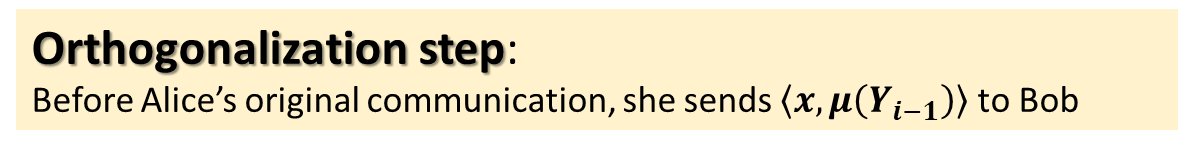 Orthogonalization step:
Before Alice’s original communication, she sends ⟨x, μ(Y_{i−1})⟩ to Bob